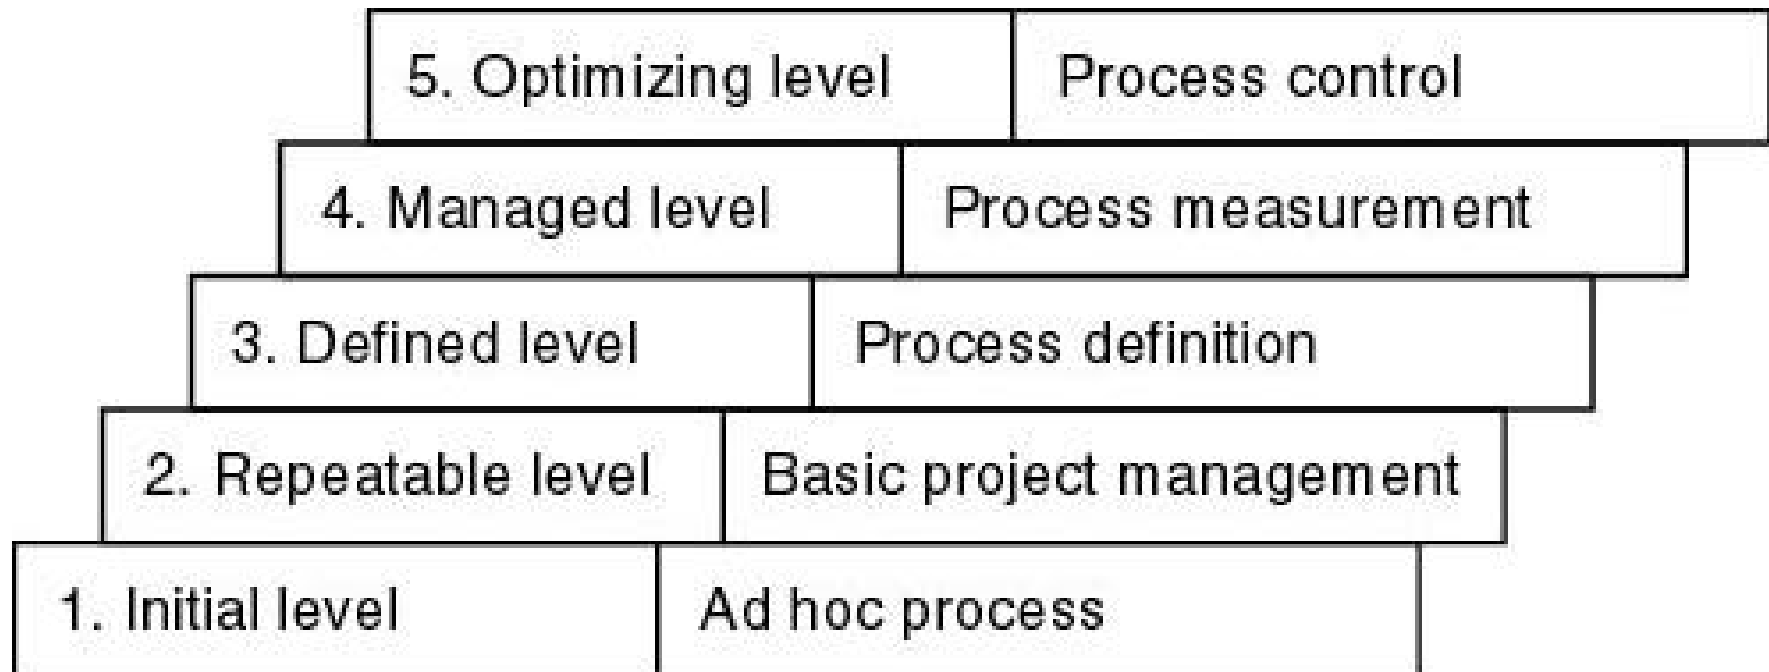 5. Optimizing level Process control
4. Managed level Process measurement
3. Defined level Process definition
2. Repeatable level Basic project management
1. Initial level Ad hoc process